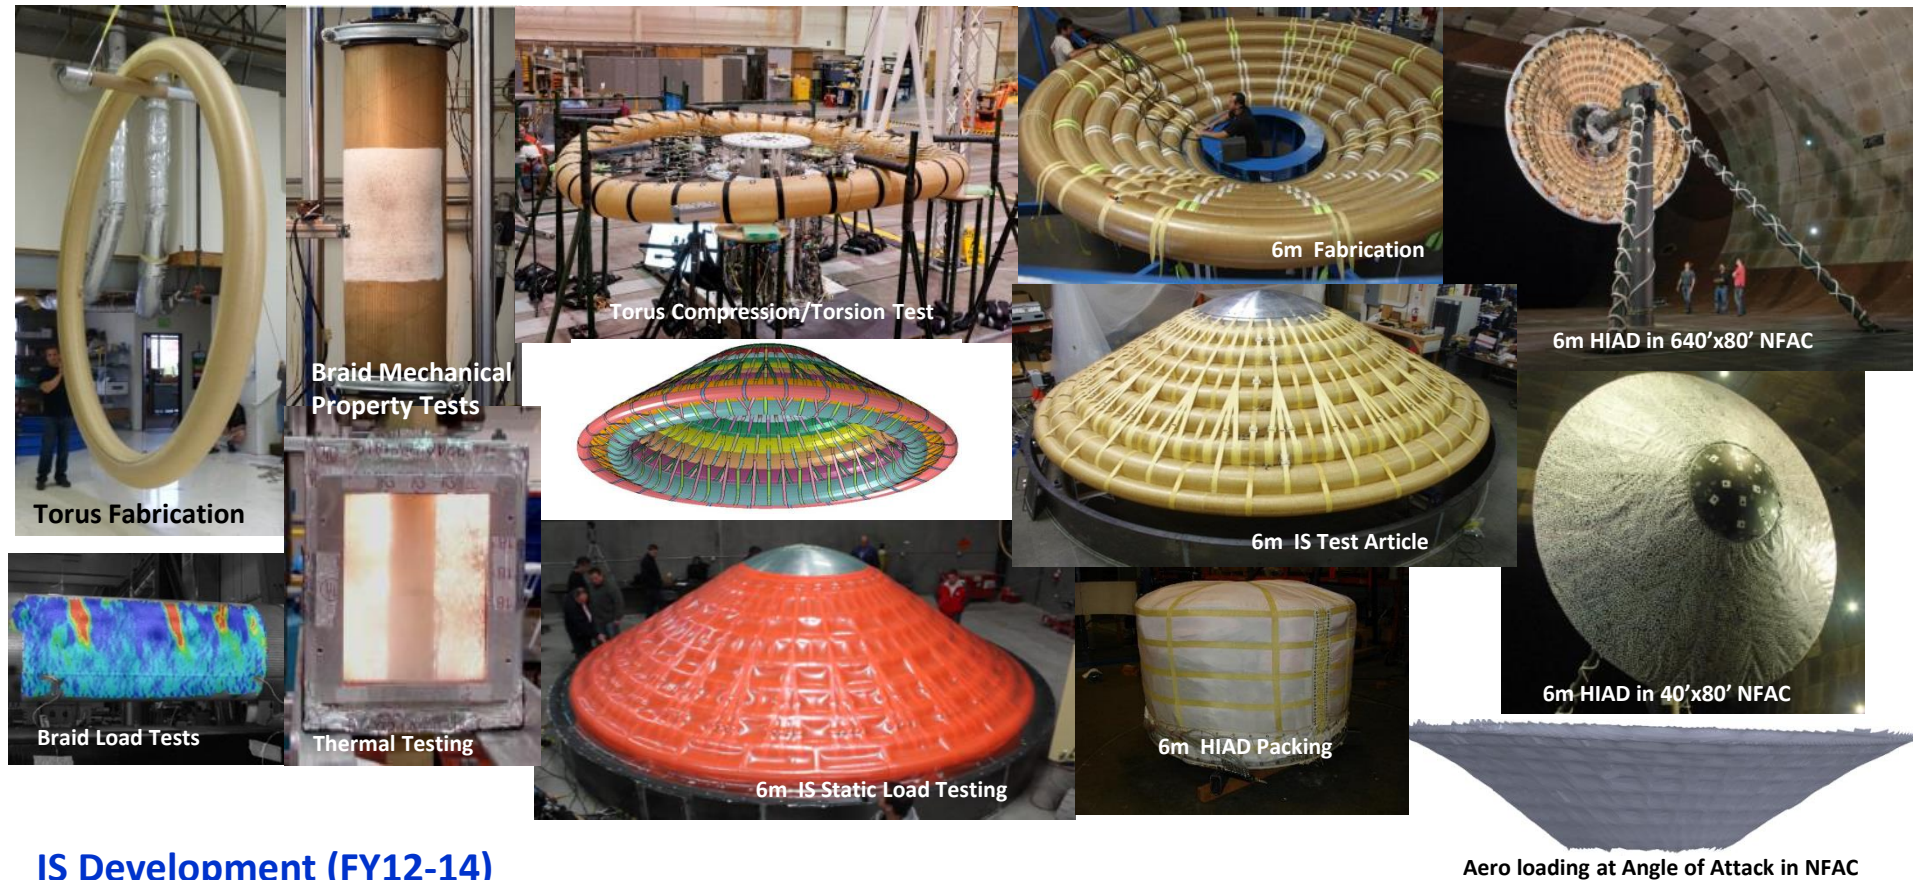 6m  Fabrication
Torus Compression/Torsion Test
6m HIAD in 640’x80’ NFAC
Braid Mechanical
Property Tests
Torus Fabrication
6m  IS Test Article
6m HIAD in 40’x80’ NFAC
Braid Load Tests
Thermal Testing
6m  HIAD Packing
6m  IS Static Load Testing
IS Development (FY12-14)
Aero loading at Angle of Attack in NFAC